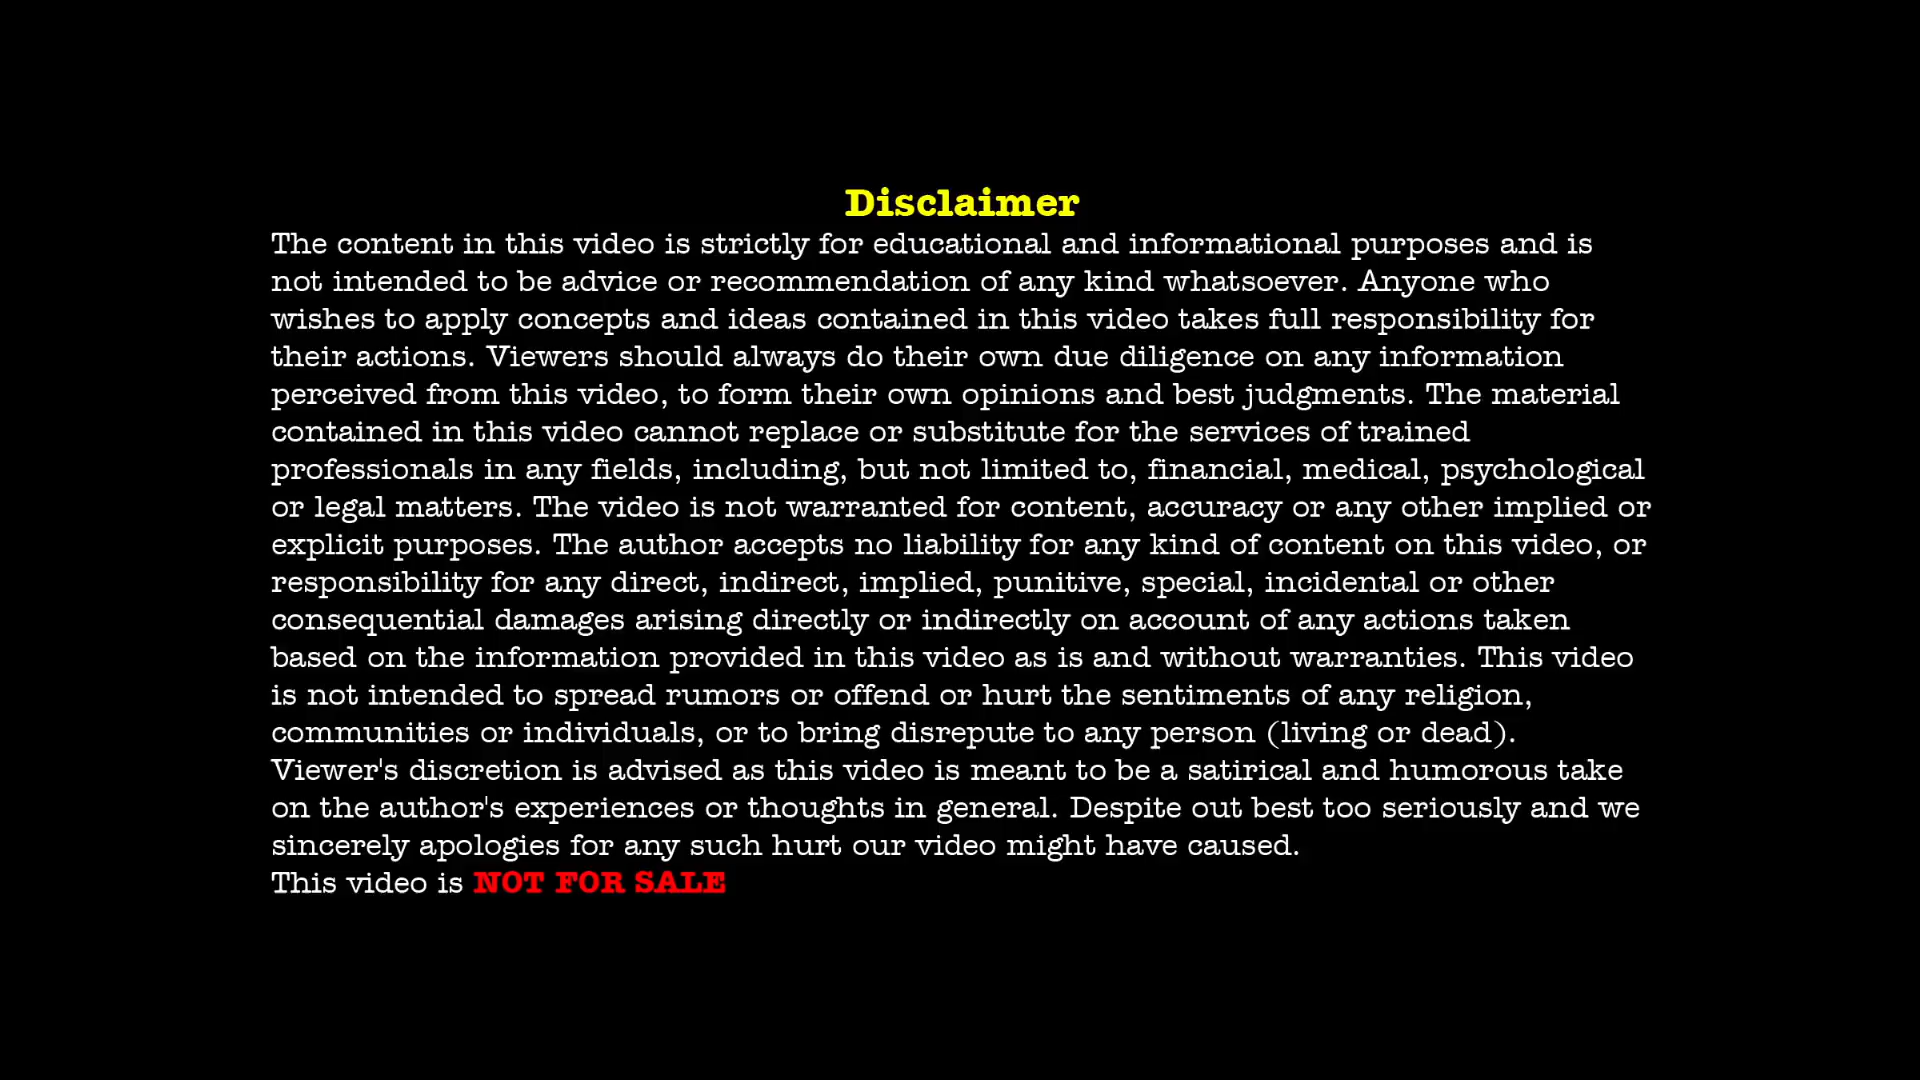 Disclaimer
The content in this video is strictly for educational and informational purposes and is
not intended to be advice or recommendation of any kind whatsoever. Anyone who
wishes to apply concepts and ideas contained in this video takes full responsibility for
their actions. Viewers should always do their own due diligence on any information
perceived from this video, to form their own opinions and best judgments. The material
contained in this video cannot replace or substitute for the services of trained
professionals in any fields, including, but not limited to, financial, medical, psychological
or legal matters. The video is not warranted for content, accuracy or any other implied or
explicit purposes. The author accepts no liability for any kind of content on this video, or
responsibility for any direct, indirect, implied, punitive, special, incidental or other
consequential damages arising directly or indirectly on account of any actions taken
based on the information provided in this video as is and without warranties. This video
is not intended to spread rumors or offend or hurt the sentiments of any religion,
communities or individuals, or to bring disrepute to any person (living or dead).
Viewer's discretion is advised as this video is meant to be a satirical and humorous take
on the author's experiences or thoughts in general. Despite out best too seriously and we
sincerely apologies for any such hurt our video might have caused.
This video is NOT FOR SALE